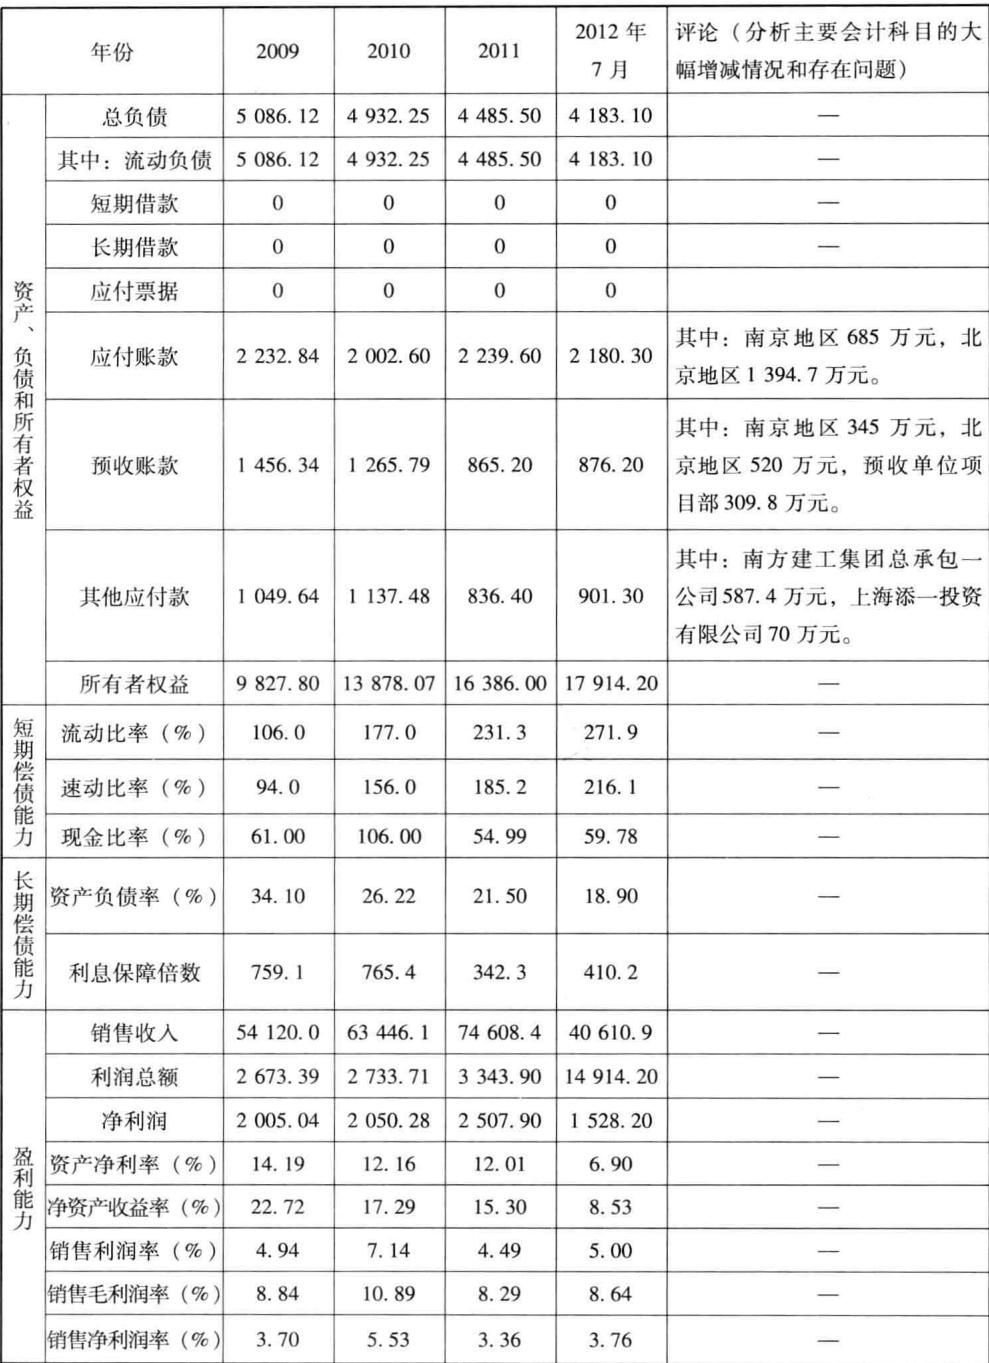 年份 2009 2010 2011 2012 年 7 月 评论（分析主要会计科目的大
幅增减情况和存在问题）
资产、负债和所有者权益
总负债 5 086.12 4 932.25 4 485.50 4 183.10 —
其中：流动负债 5 086.12 4 932.25 4 485.50 4 183.10 —
短期借款 0 0 0 0 —
长期借款 0 0 0 0 —
应付票据 0 0 0 0
应付账款 2 232.84 2 002.60 2 239.60 2 180.30 其中：南京地区 685 万元，北
京地区 1 394.7 万元。
预收账款 1 456.34 1 265.79 865.20 876.20 其中：南京地区 345 万元，北
京地区 520 万元，预收单位项
目部 309.8 万元。
其他应付款 1 049.64 1 137.48 836.40 901.30 其中：南方建工集团总承包一
公司 587.4 万元，上海添一投资
有限公司 70 万元。
所有者权益 9 827.80 13 878.07 16 386.00 17 914.20 —
短期偿债能力
流动比率（%） 106.0 177.0 231.3 271.9 —
速动比率（%） 94.0 156.0 185.2 216.1 —
现金比率（%） 61.00 106.00 54.99 59.78 —
长期偿债能力
资产负债率（%） 34.10 26.22 21.50 18.90 —
利息保障倍数 759.1 765.4 342.3 410.2 —
盈利能力
销售收入 54 120.0 63 446.1 74 608.4 40 610.9 —
利润总额 2 673.39 2 733.71 3 343.90 14 914.20 —
净利润 2 005.04 2 050.28 2 507.90 1 528.20 —
资产净利率（%） 14.19 12.16 12.01 6.90 —
净资产收益率（%） 22.72 17.29 15.30 8.53 —
销售利润率（%） 4.94 7.14 4.49 5.00 —
销售毛利润率（%） 8.84 10.89 8.29 8.64 —
销售净利润率（%） 3.70 5.53 3.36 3.76 —